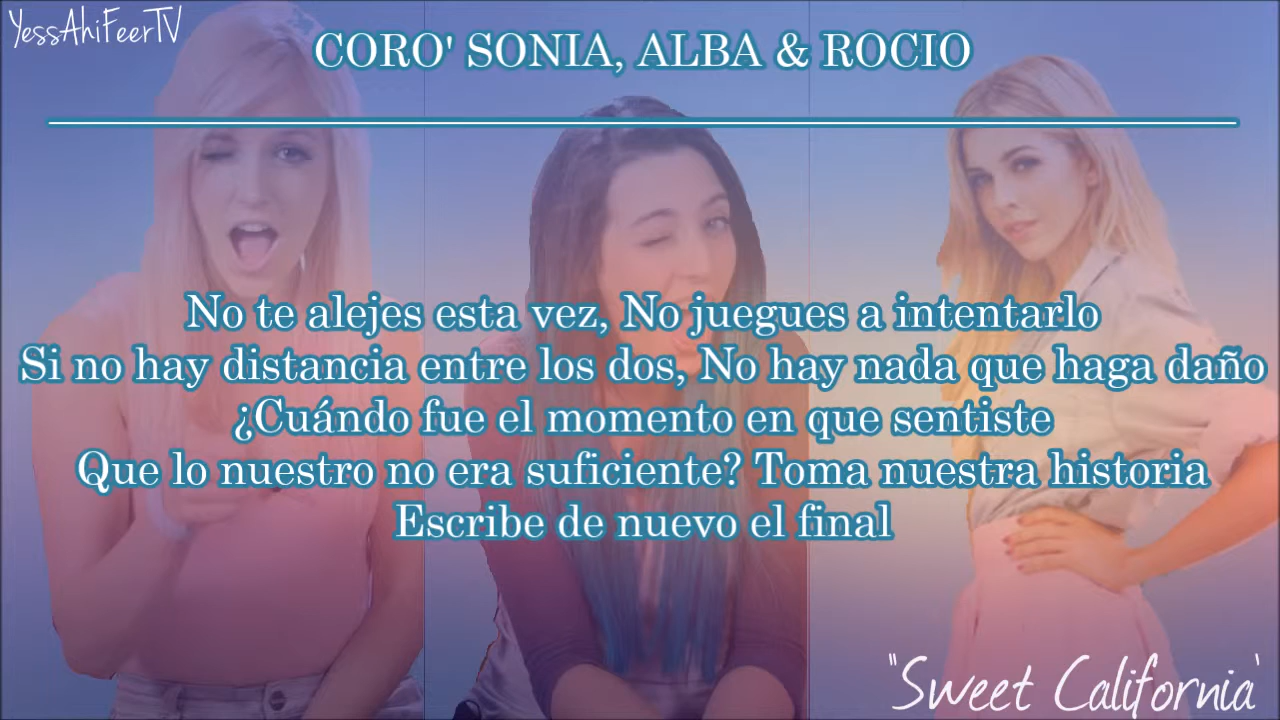 YessAhiFeerTV
CORO' SONIA, ALBA & ROCIO
No te alejes esta vez, No juegues a intentarlo
Si no hay distancia entre los dos, No hay nada que haga daño
¿Cuándo fue el momento en que sentiste
Que lo nuestro no era suficiente? Toma nuestra historia
Escribe de nuevo el final
"Sweet California'